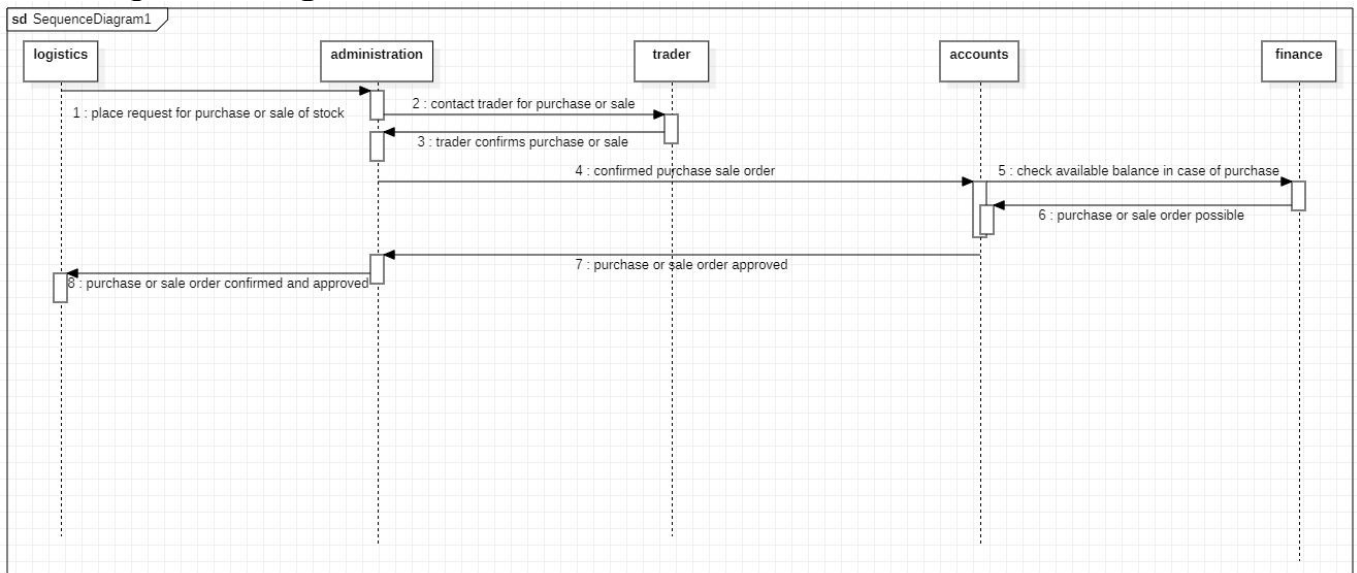 sd SequenceDiagram1
logistics
administration
trader
accounts
finance
1 : place request for purchase or sale of stock
2 : contact trader for purchase or sale
3 : trader confirms purchase or sale
4 : confirmed purchase sale order
5 : check available balance in case of purchase
6 : purchase or sale order possible
7 : purchase or sale order approved
8 : purchase or sale order confirmed and approved